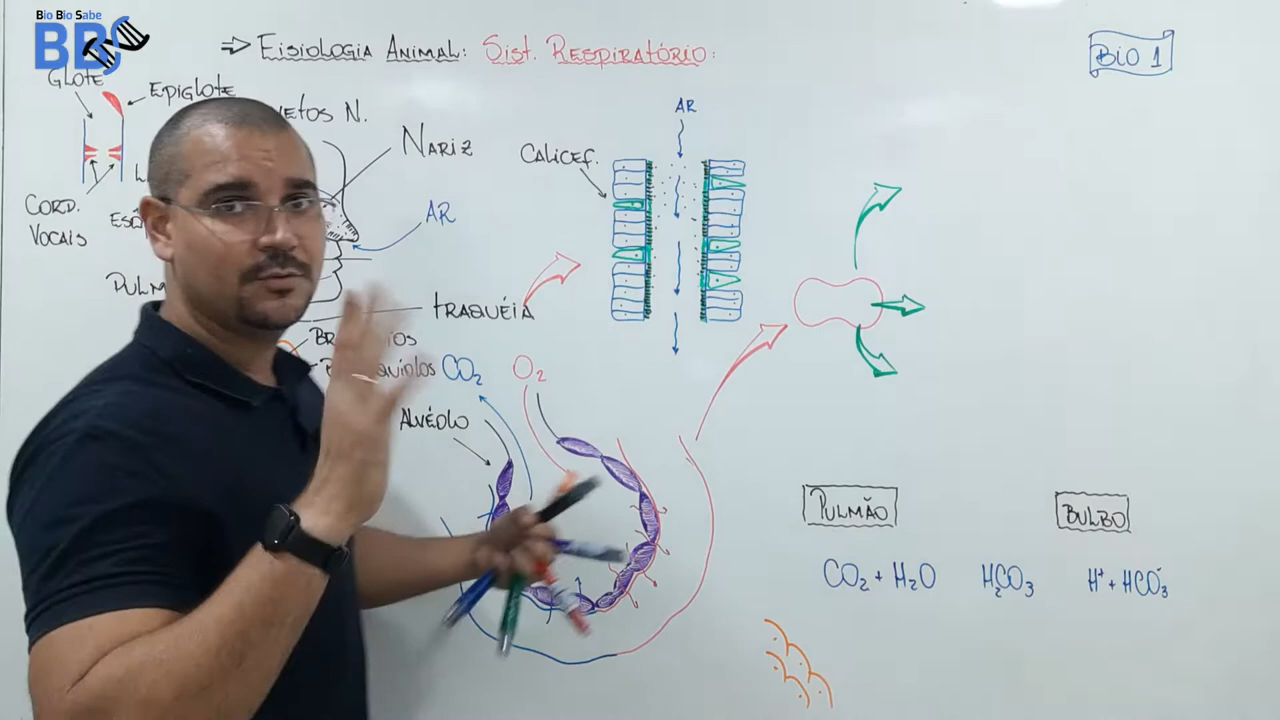 Bio Bio Sabe
BBS
⇒ Fisiologia Animal: Sist. Respiratório:
BIO 1
Glote
Epiglote
Nariz
AR
Cord.
Vocais
traquéia
CO₂
O₂
Alvéolo
Calicef.
AR
Pulmão
Bulbo
CO₂ + H₂O
H₂CO₃
H⁺ + HCO₃⁻